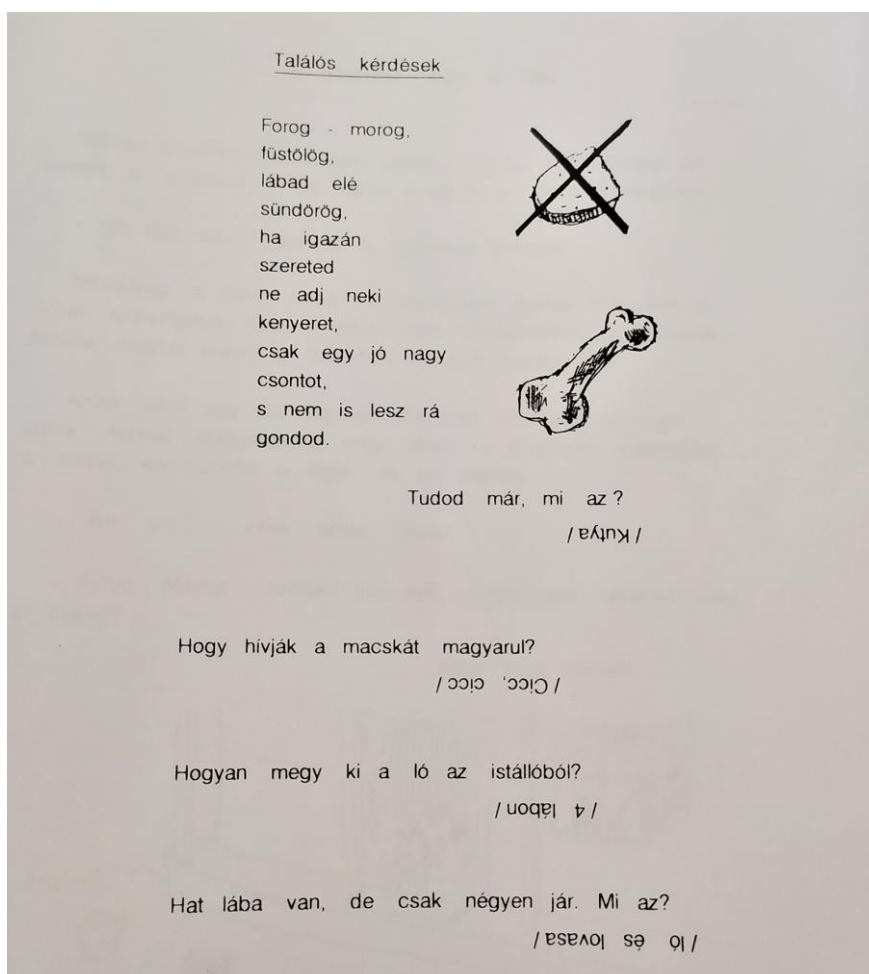 Találós kérdések
Forog - morog,
füstölög,
lábad elé
sündörög,
ha igazán
szereted
ne adj neki
kenyeret,
csak egy jó nagy
csontot,
s nem is lesz rá
gondod.
Tudod már, mi az?
/ Kutya /
Hogy hívják a macskát magyarul?
/ Cicc, cicc /
Hogyan megy ki a ló az istállóból?
/ 4 lábon /
Hat lába van, de csak négyen jár. Mi az?
/ ló és lovasa /